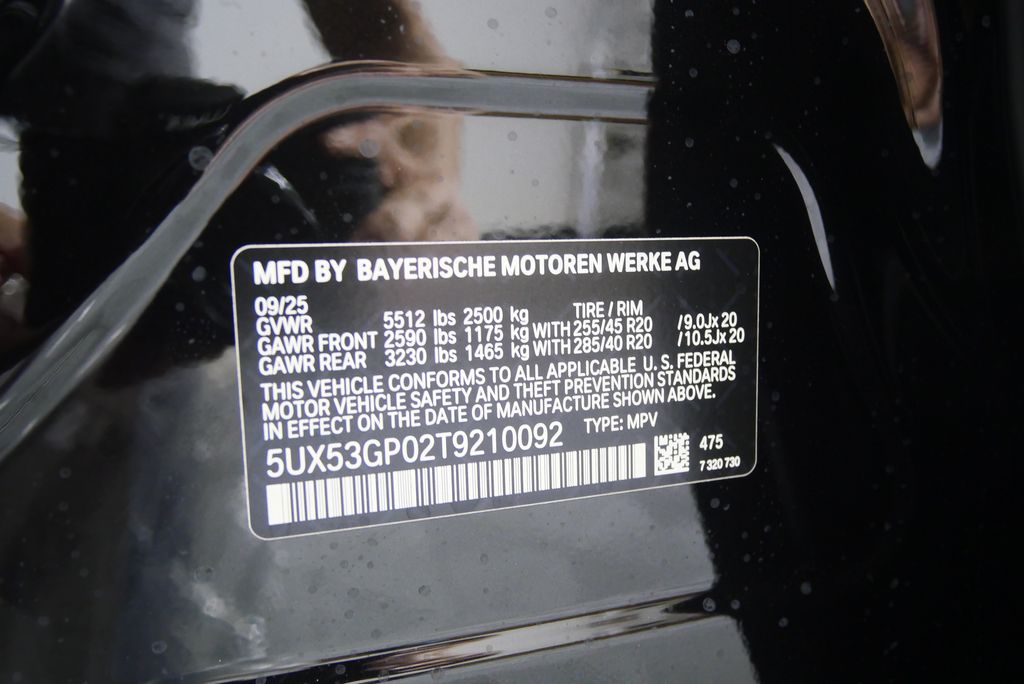 MFD BY BAYERISCHE MOTOREN WERKE AG
09/25
GVWR 5512 lbs 2500 kg TIRE / RIM
GAWR FRONT 2590 lbs 1175 kg WITH 255/45 R20 /9.0Jx20
GAWR REAR 3230 lbs 1465 kg WITH 285/40 R20 /10.5Jx20
THIS VEHICLE CONFORMS TO ALL APPLICABLE U. S. FEDERAL
MOTOR VEHICLE SAFETY AND THEFT PREVENTION STANDARDS
IN EFFECT ON THE DATE OF MANUFACTURE SHOWN ABOVE.
5UX53GP02T9210092 TYPE: MPV
475
7 320 730